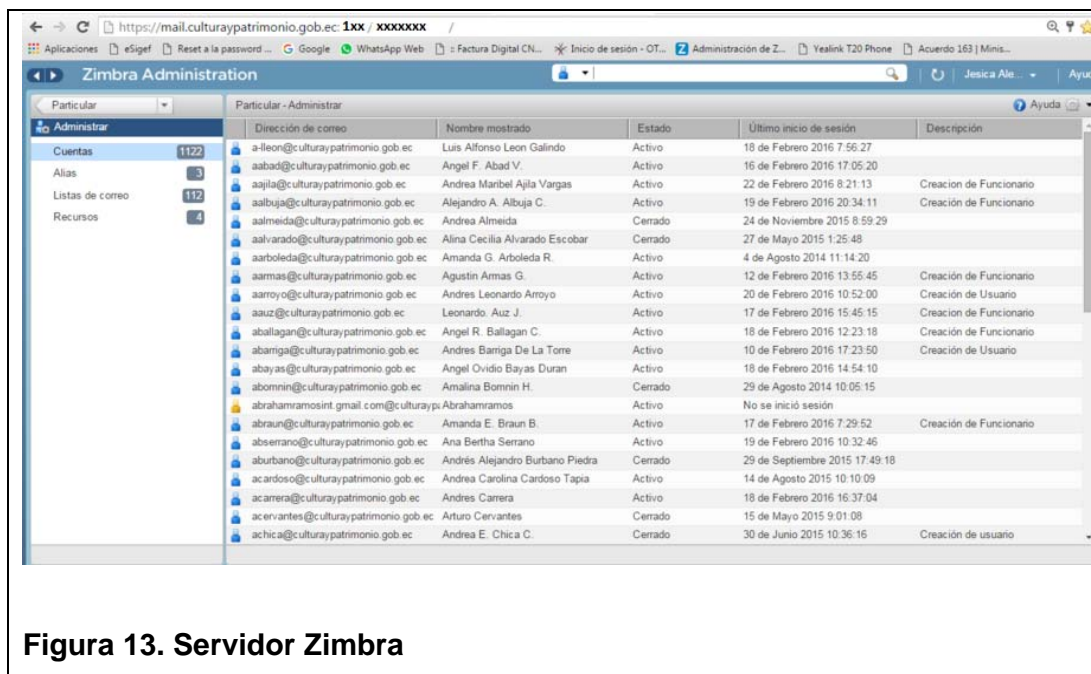 https://mail.culturaypatrimonio.gob.ec: 1xx / xxxxxxx /
Aplicaciones eSigef Reset a la password ... Google WhatsApp Web :: Factura Digital CN... Inicio de sesión - OT... Administración de Z... Yealink T20 Phone Acuerdo 163 | Minis...
Zimbra Administration Jesica Ale... Ayuc
Particular Particular - Administrar Ayuda
Administrar Dirección de correo Nombre mostrado Estado Último inicio de sesión Descripción
Cuentas 1122
Alias 3
Listas de correo 112
Recursos 4
a-lleon@culturaypatrimonio.gob.ec Luis Alfonso Leon Galindo Activo 18 de Febrero 2016 7:56:27
aabad@culturaypatrimonio.gob.ec Angel F. Abad V. Activo 16 de Febrero 2016 17:05:20
aajila@culturaypatrimonio.gob.ec Andrea Maribel Ajila Vargas Activo 22 de Febrero 2016 8:21:13 Creacion de Funcionario
aalbuja@culturaypatrimonio.gob.ec Alejandro A. Albuja C. Activo 19 de Febrero 2016 20:34:11 Creación de Funcionario
aalmeida@culturaypatrimonio.gob.ec Andrea Almeida Cerrado 24 de Noviembre 2015 8:59:29
aalvarado@culturaypatrimonio.gob.ec Alina Cecilia Alvarado Escobar Cerrado 27 de Mayo 2015 1:25:48
aarboleda@culturaypatrimonio.gob.ec Amanda G. Arboleda R. Activo 4 de Agosto 2014 11:14:20
aarmas@culturaypatrimonio.gob.ec Agustin Armas G. Activo 12 de Febrero 2016 13:55:45 Creación de Funcionario
aarroyo@culturaypatrimonio.gob.ec Andres Leonardo Arroyo Activo 20 de Febrero 2016 10:52:00 Creación de Usuario
aauz@culturaypatrimonio.gob.ec Leonardo. Auz J. Activo 17 de Febrero 2016 15:45:15 Creacion de Funcionario
aballagan@culturaypatrimonio.gob.ec Angel R. Ballagan C. Activo 18 de Febrero 2016 12:23:18 Creacion de Funcionario
abarriga@culturaypatrimonio.gob.ec Andres Barriga De La Torre Activo 10 de Febrero 2016 17:23:50 Creación de Usuario
abayas@culturaypatrimonio.gob.ec Angel Ovidio Bayas Duran Activo 18 de Febrero 2016 14:54:10
abomnin@culturaypatrimonio.gob.ec Amalina Bomnin H. Cerrado 29 de Agosto 2014 10:05:15
abrahamramosint.gmail.com@culturaypa Abrahamramos Activo No se inició sesión
abraun@culturaypatrimonio.gob.ec Amanda E. Braun B. Activo 17 de Febrero 2016 7:29:52 Creación de Funcionario
abserrano@culturaypatrimonio.gob.ec Ana Bertha Serrano Activo 19 de Febrero 2016 10:32:46
aburbano@culturaypatrimonio.gob.ec Andrés Alejandro Burbano Piedra Cerrado 29 de Septiembre 2015 17:49:18
acardoso@culturaypatrimonio.gob.ec Andrea Carolina Cardoso Tapia Activo 14 de Agosto 2015 10:10:09
acarrera@culturaypatrimonio.gob.ec Andres Carrera Activo 18 de Febrero 2016 16:37:04
acervantes@culturaypatrimonio.gob.ec Arturo Cervantes Cerrado 15 de Mayo 2015 9:01:08
achica@culturaypatrimonio.gob.ec Andrea E. Chica C. Cerrado 30 de Junio 2015 10:36:16 Creación de usuario
Figura 13. Servidor Zimbra